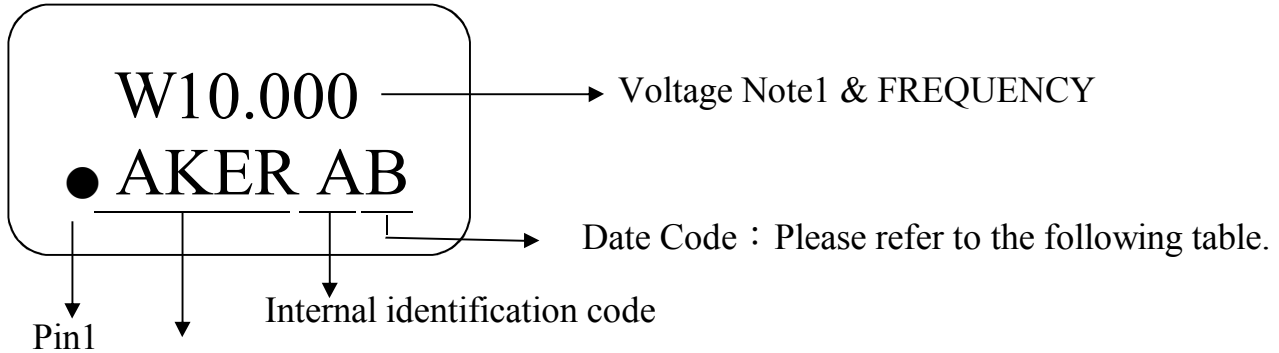 W10.000
Voltage Note1 & FREQUENCY
● AKER AB
Date Code：Please refer to the following table.
Internal identification code
Pin1